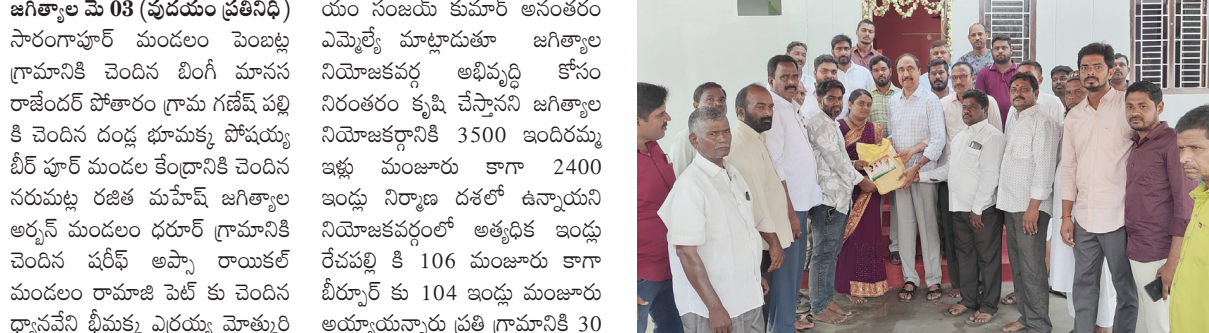 జగిత్యాల మే 03 (వుదయం ప్రతినిధి)
సారంగాపూర్ మండలం పెంబట్ల
గ్రామానికి చెందిన బింగీ మానస
రాజేందర్ పోతారం గ్రామ గణేష్ పల్లి
కి చెందిన దండ్ల భూమక్క పోషయ్య
బీర్ పూర్ మండల కేంద్రానికి చెందిన
నరుమట్ల రజిత మహేష్ జగిత్యాల
అర్బన్ మండలం ధరూర్ గ్రామానికి
చెందిన షరీఫ్ అప్సా రాయికల్
మండలం రామాజి పెట్ కు చెందిన
ధ్యానవేని భీమక్క ఎర్రయ్య మోత్కురి
యం సంజయ్ కుమార్ అనంతరం
ఎమ్మెల్యే మాట్లాడుతూ జగిత్యాల
నియోజకవర్గ అభివృద్ధి కోసం
నిరంతరం కృషి చేస్తానని జగిత్యాల
నియోజకర్గానికి 3500 ఇందిరమ్మ
ఇళ్లు మంజూరు కాగా 2400
ఇండ్లు నిర్మాణ దశలో ఉన్నాయని
నియోజకవర్గంలో అత్యధిక ఇండ్లు
రేచపల్లి కి 106 మంజూరు కాగా
బీర్పూర్ కు 104 ఇండ్లు మంజూరు
అయ్యాయన్నారు ప్రతి గ్రామానికి 30